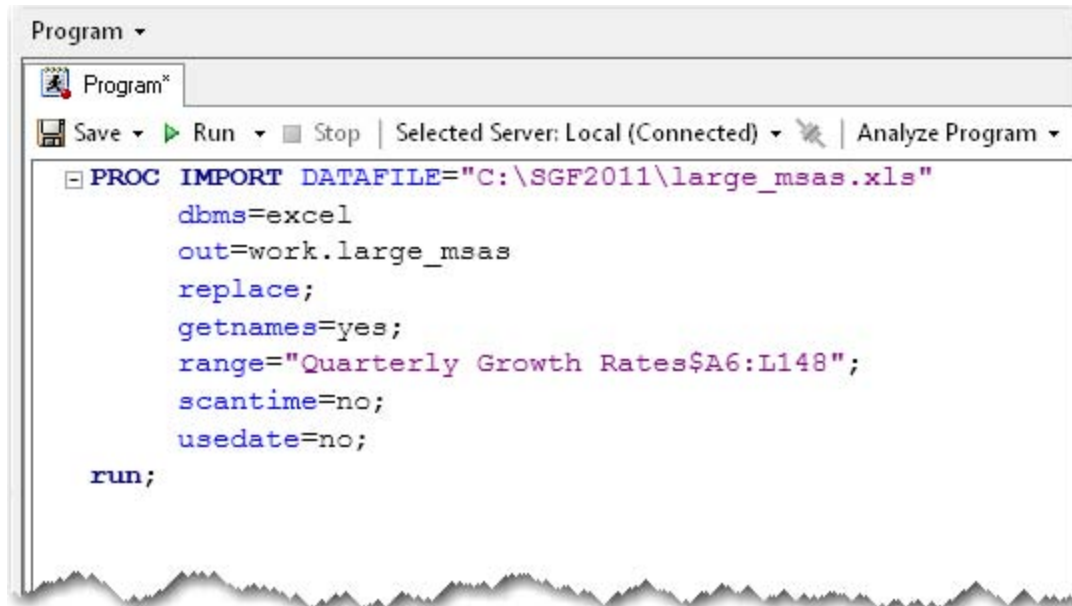 Program
Program*
Save Run Stop | Selected Server: Local (Connected) | Analyze Program
PROC IMPORT DATAFILE="C:\SGF2011\large_msas.xls"
dbms=excel
out=work.large_msas
replace;
getnames=yes;
range="Quarterly Growth Rates$A6:L148";
scantime=no;
usedate=no;
run;